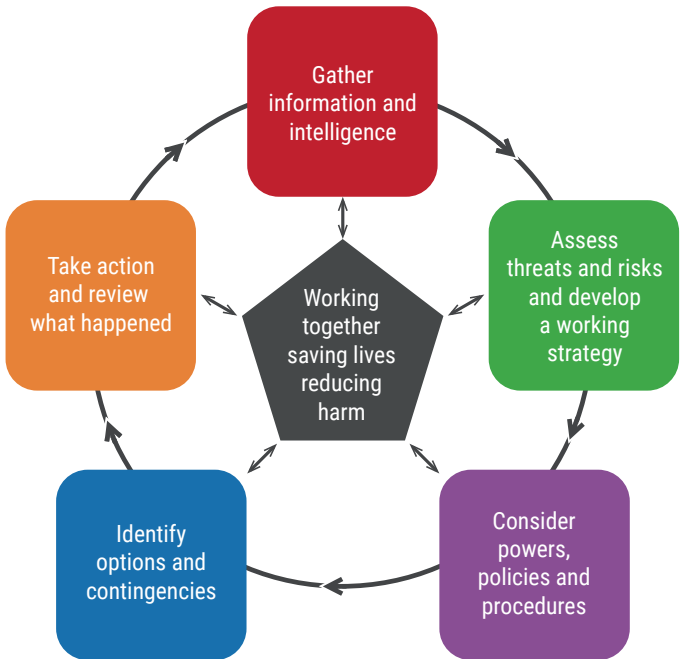 Gather
information and
intelligence
Assess
threats and risks
and develop
a working
strategy
Consider
powers,
policies and
procedures
Identify
options and
contingencies
Take action
and review
what happened
Working
together
saving lives
reducing
harm